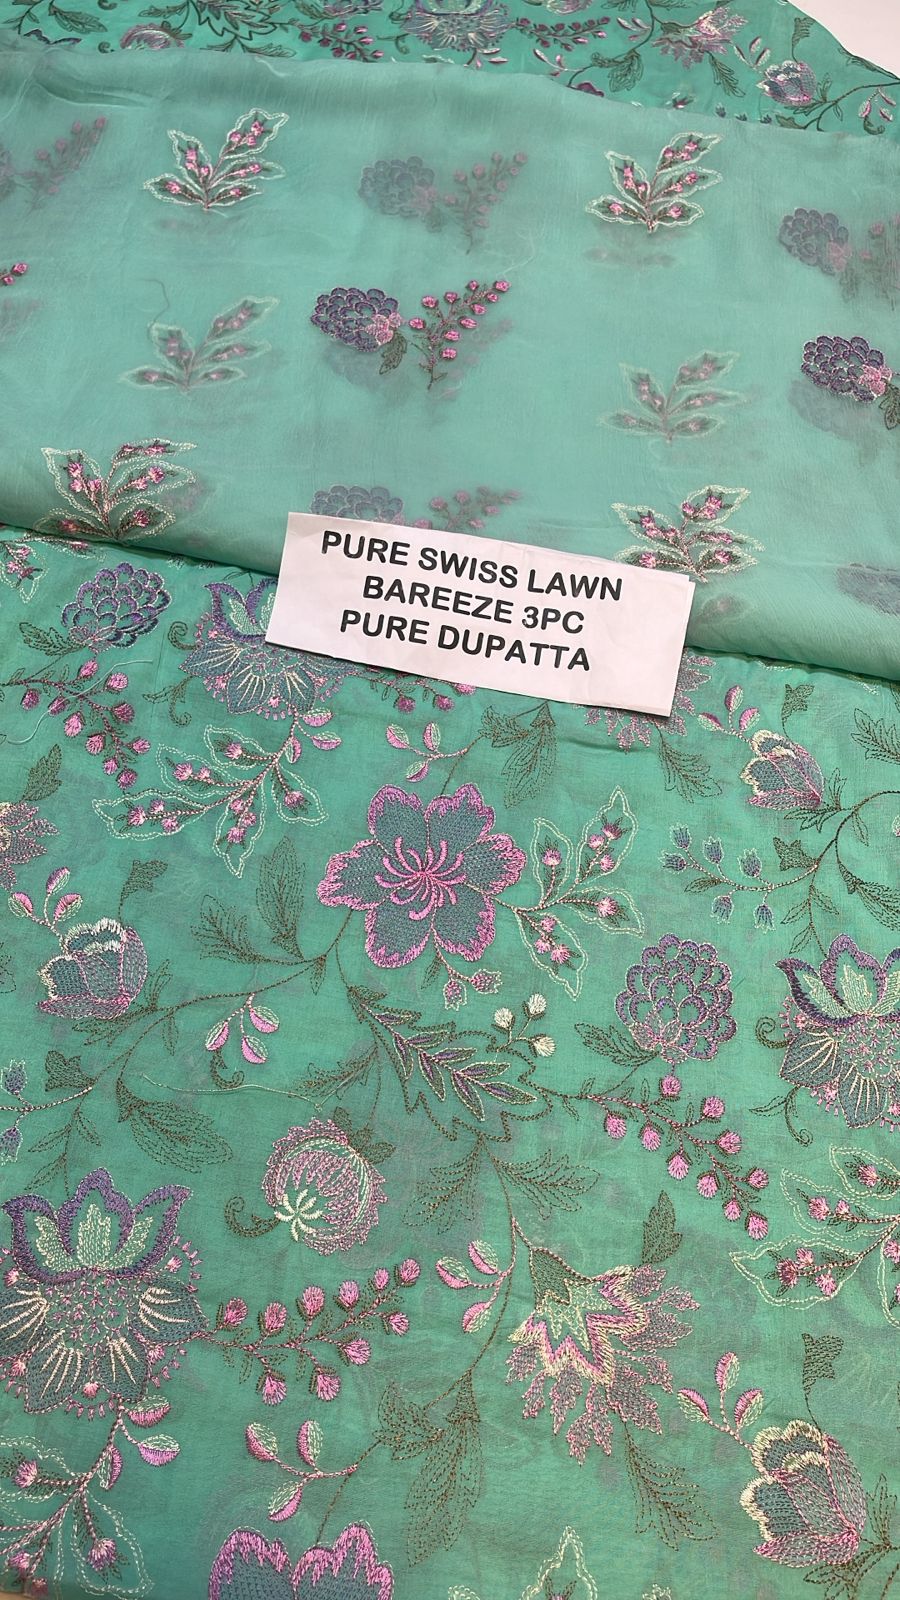 PURE SWISS LAWN
BAREEZE 3PC
PURE DUPATTA